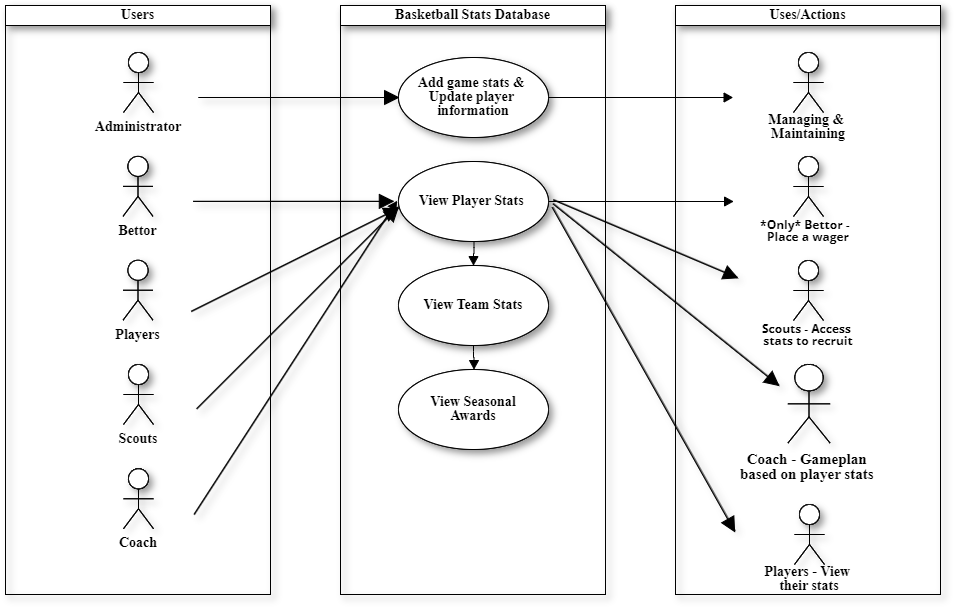 Users
Administrator
Bettor
Players
Scouts
Coach
Basketball Stats Database
Add game stats &
Update player
information
View Player Stats
View Team Stats
View Seasonal
Awards
Uses/Actions
Managing &
Maintaining
*Only* Bettor -
Place a wager
Scouts - Access
stats to recruit
Coach - Gameplan
based on player stats
Players - View
their stats